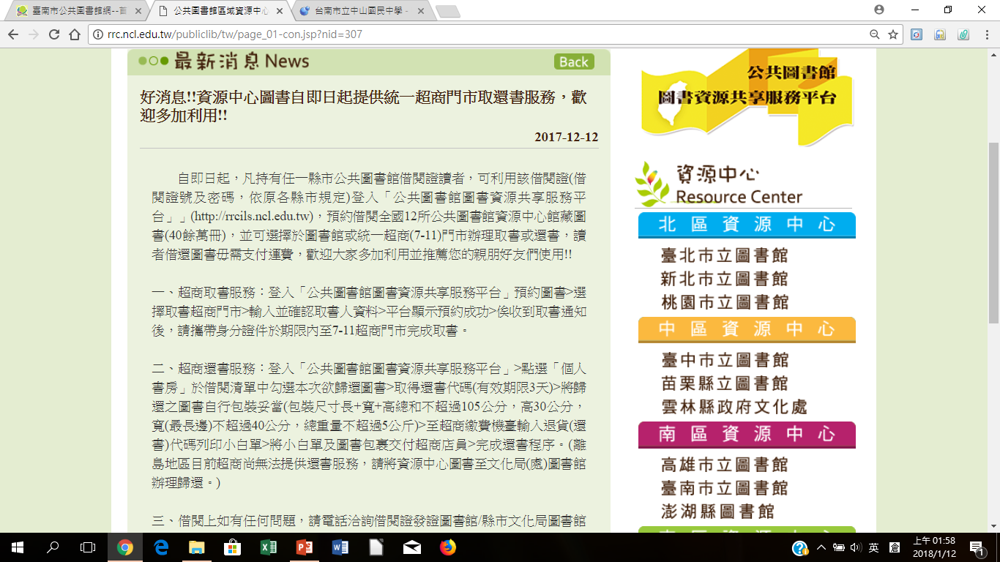 臺南市公共圖書館網--首
公共圖書館區域資源中心
台南市立中山國民中學 -
rrc.ncl.edu.tw/publiclib/tw/page_01-con.jsp?nid=307
最新消息 News
Back
好消息!!資源中心圖書自即日起提供統一超商門市取還書服務，歡
迎多加利用!!
2017-12-12
自即日起，凡持有任一縣市公共圖書館借閱證讀者，可利用該借閱證(借
閱證號及密碼，依原各縣市規定)登入「公共圖書館圖書資源共享服務平
台」」(http://rrcils.ncl.edu.tw)，預約借閱全國12所公共圖書館資源中心館藏圖
書(40餘萬冊)，並可選擇於圖書館或統一超商(7-11)門市辦理取書或還書，讀
者借還圖書毋需支付運費，歡迎大家多加利用並推薦您的親朋好友們使用!!
一、超商取書服務：登入「公共圖書館圖書資源共享服務平台」預約圖書>選
擇取書超商門市>輸入並確認取書人資料>平台顯示預約成功>俟收到取書通知
後，請攜帶身分證件於期限內至7-11超商門市完成取書。
二、超商還書服務：登入「公共圖書館圖書資源共享服務平台」>點選「個人
書房」於借閱清單中勾選本次欲歸還圖書>取得還書代碼(有效期限3天)>將歸
還之圖書自行包裝妥當(包裝尺寸長+寬+高總和不超過105公分，高30公分，
寬(最長邊)不超過40公分，總重量不超過5公斤)>至超商繳費機臺輸入退貨(還
書)代碼列印小白單>將小白單及圖書包裹交付超商店員>完成還書程序。(離
島地區目前超商尚無法提供還書服務，請將資源中心圖書至文化局(處)圖書館
辦理歸還。)
三、借閱上如有任何問題，請電話洽詢借閱證發證圖書館/縣市文化局圖書館
公共圖書館
圖書資源共享服務平台
資源中心
Resource Center
北區資源中心
臺北市立圖書館
新北市立圖書館
桃園市立圖書館
中區資源中心
臺中市立圖書館
苗栗縣立圖書館
雲林縣政府文化處
南區資源中心
高雄市立圖書館
臺南市立圖書館
澎湖縣圖書館
英
倉
上午 01:58
2018/1/12
1